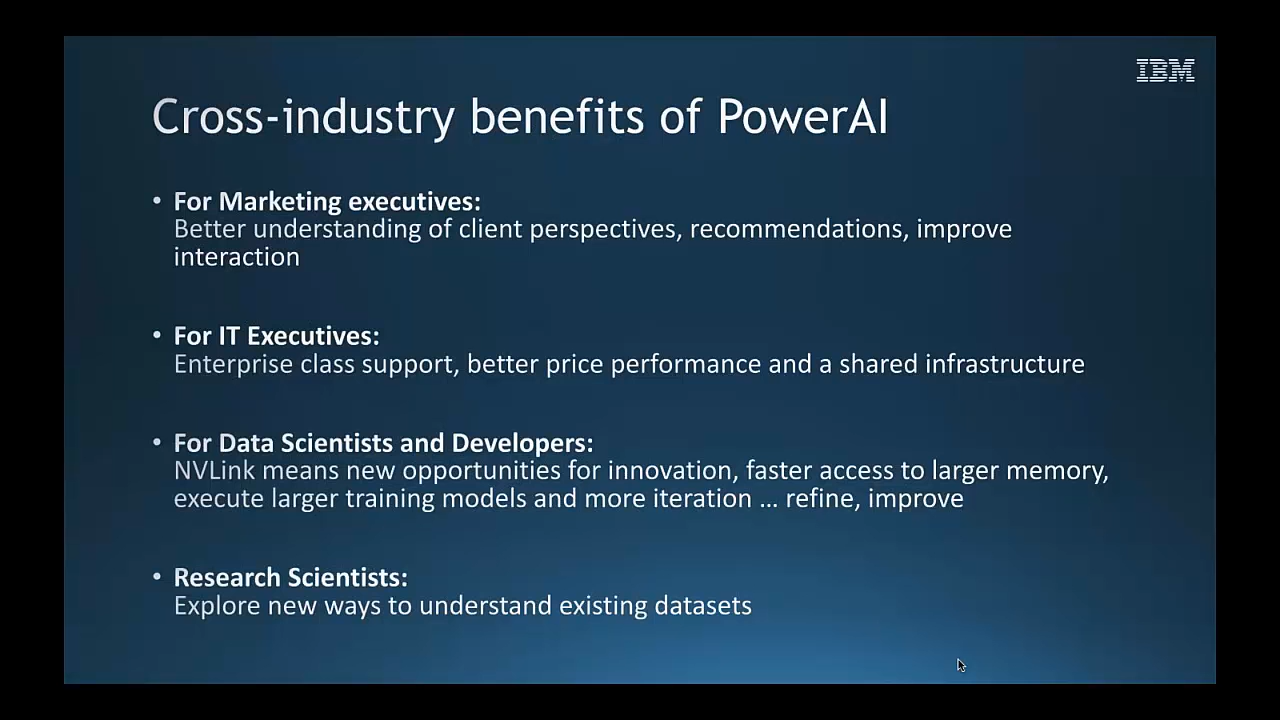 IBM
Cross-industry benefits of PowerAI
• For Marketing executives:
Better understanding of client perspectives, recommendations, improve
interaction
• For IT Executives:
Enterprise class support, better price performance and a shared infrastructure
• For Data Scientists and Developers:
NVLink means new opportunities for innovation, faster access to larger memory,
execute larger training models and more iteration ... refine, improve
• Research Scientists:
Explore new ways to understand existing datasets